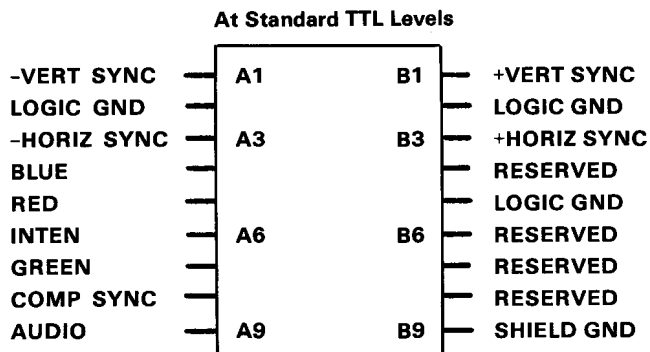 At Standard TTL Levels
-VERT SYNC A1 B1 +VERT SYNC
LOGIC GND LOGIC GND
-HORIZ SYNC A3 B3 +HORIZ SYNC
BLUE RESERVED
RED LOGIC GND
INTEN A6 B6 RESERVED
GREEN RESERVED
COMP SYNC RESERVED
AUDIO A9 B9 SHIELD GND